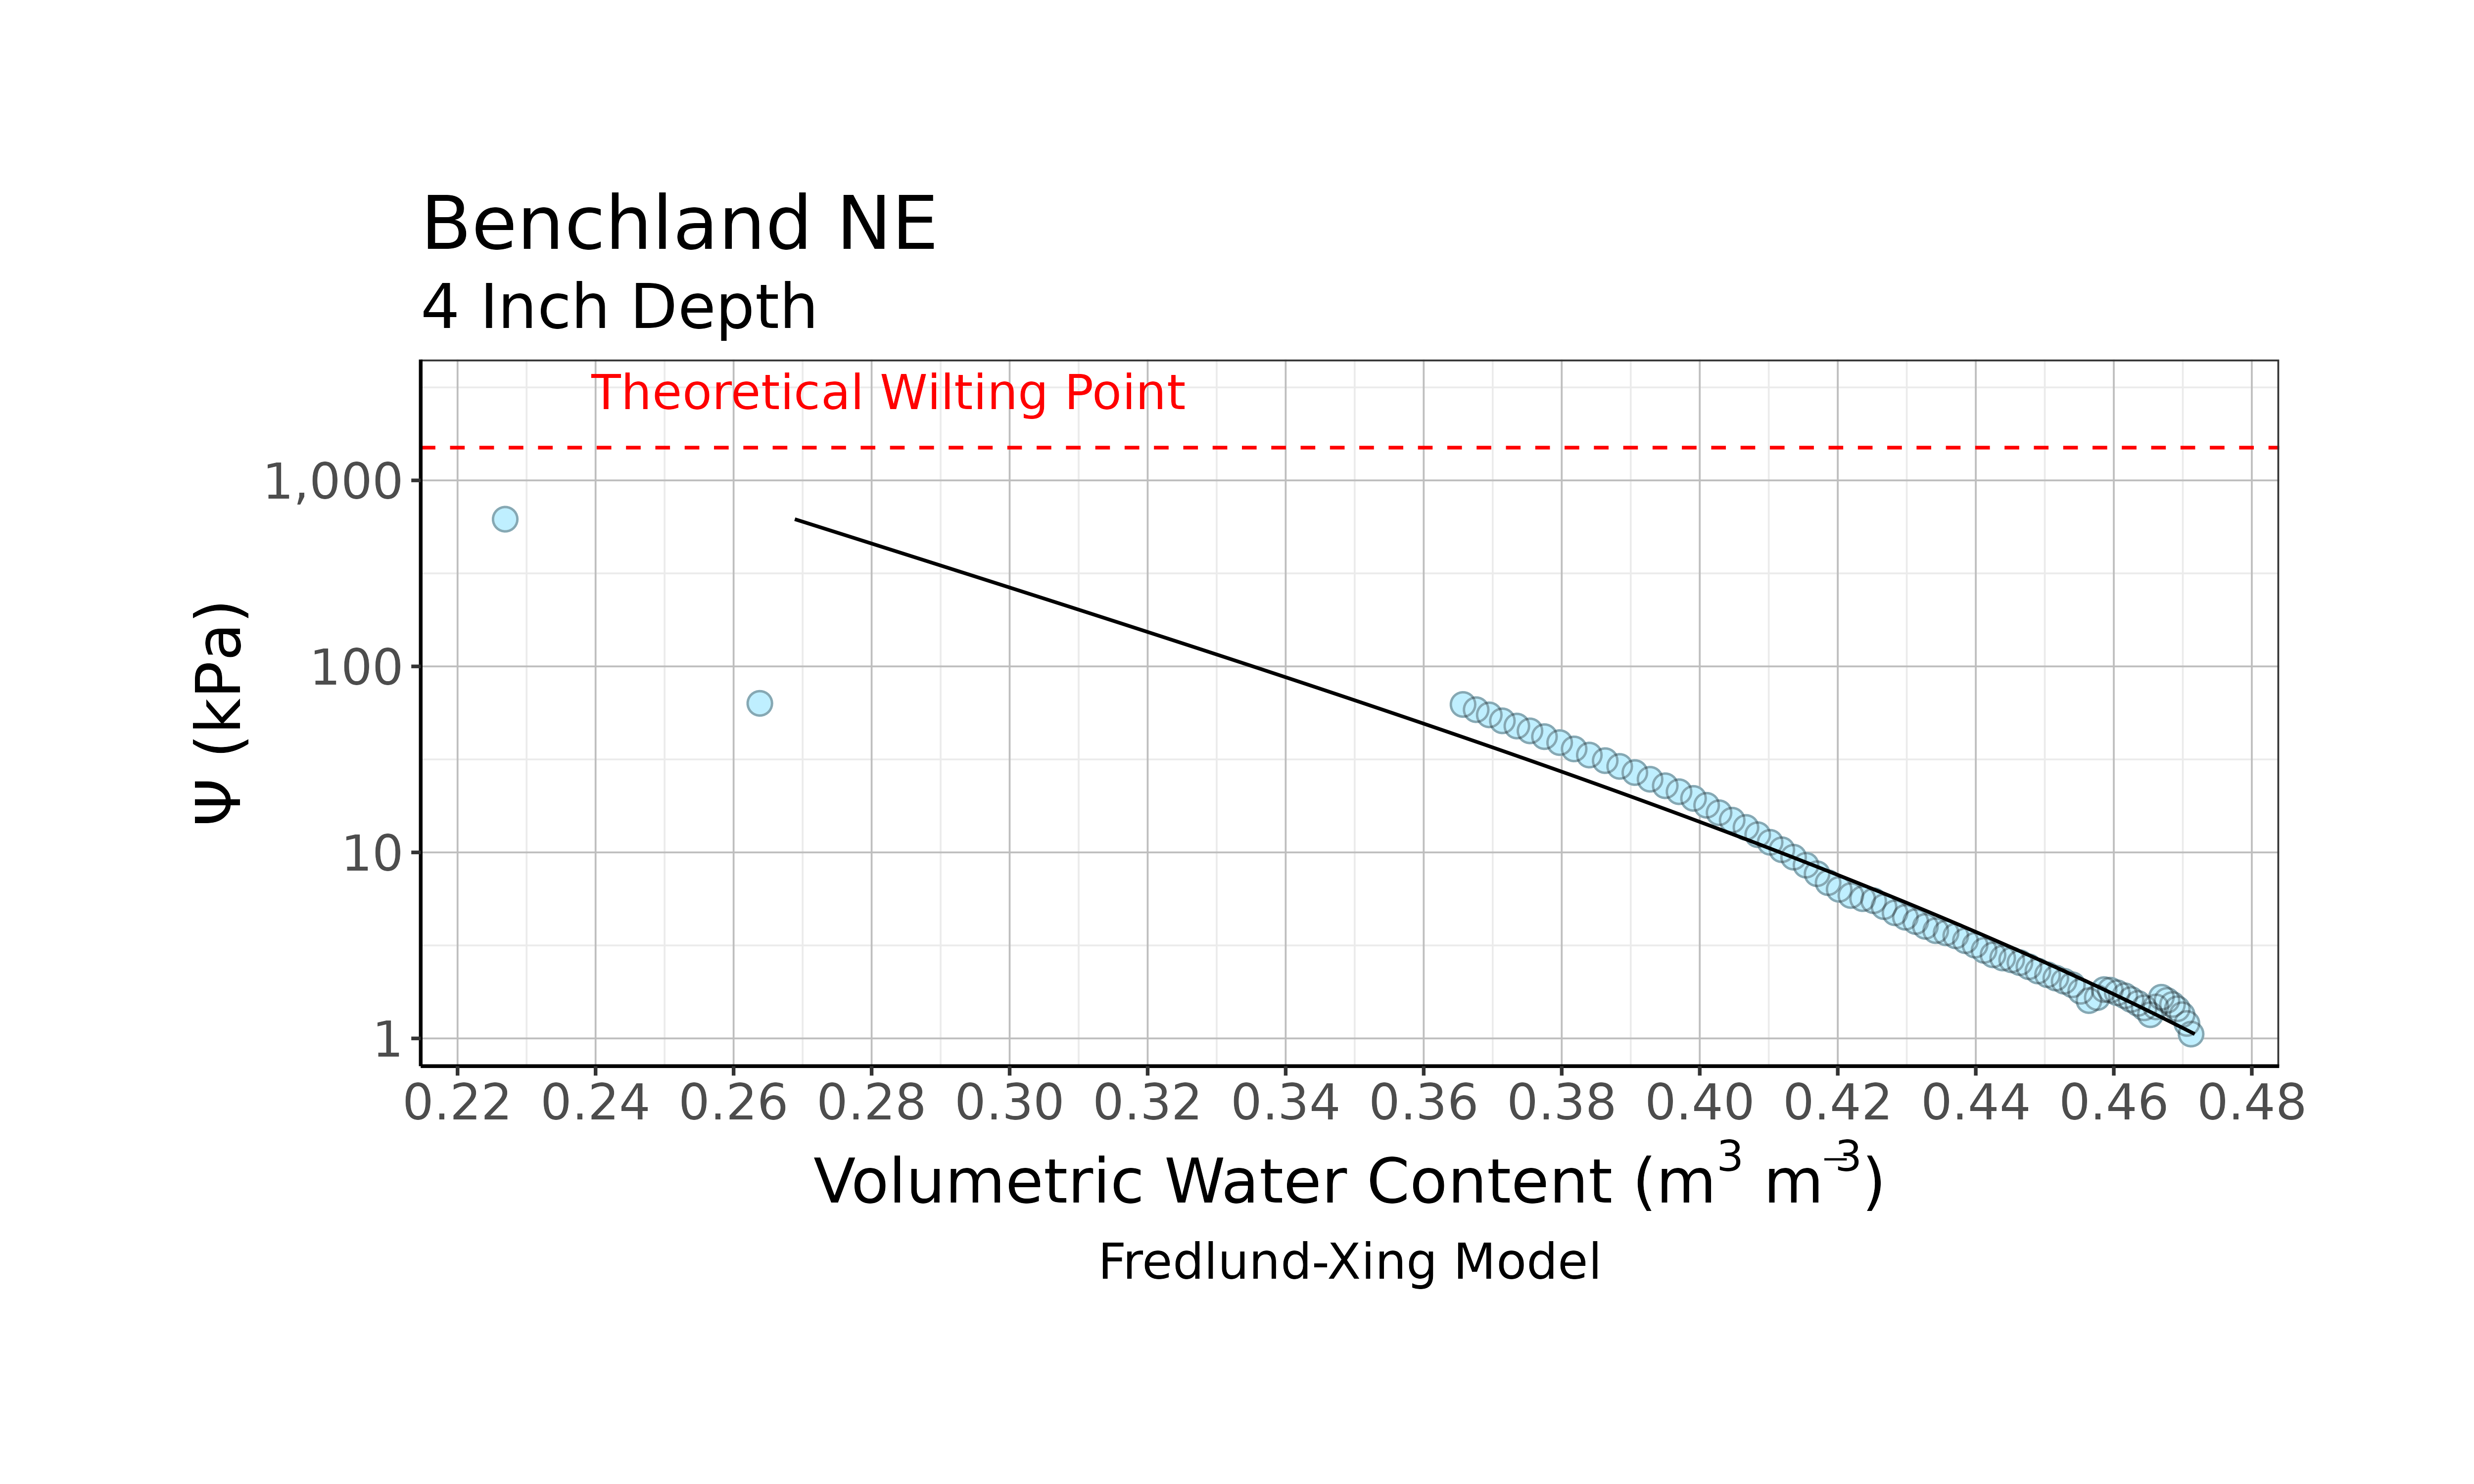 Benchland NE
4 Inch Depth
Theoretical Wilting Point
1,000
100
10
1
Ψ (kPa)
0.22 0.24 0.26 0.28 0.30 0.32 0.34 0.36 0.38 0.40 0.42 0.44 0.46 0.48
Volumetric Water Content (m³ m⁻³)
Fredlund-Xing Model